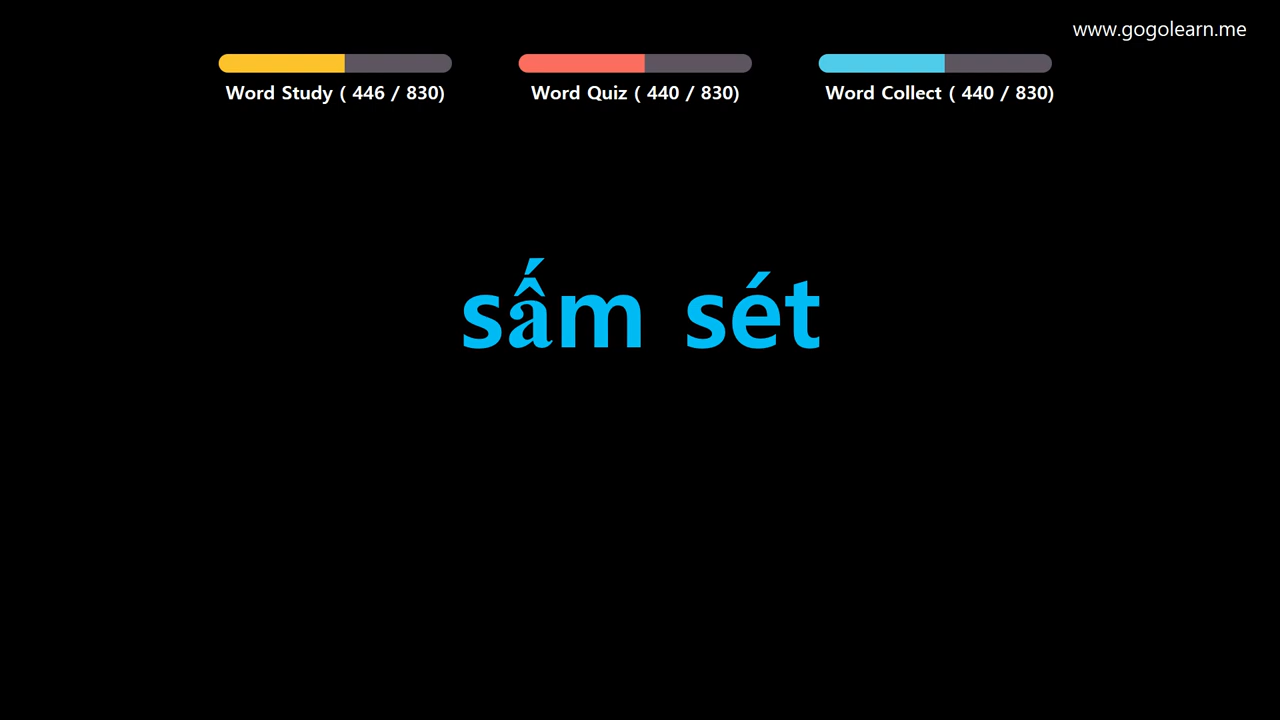 www.gogolearn.me
Word Study ( 446 / 830)
Word Quiz ( 440 / 830)
Word Collect ( 440 / 830)
sấm sét